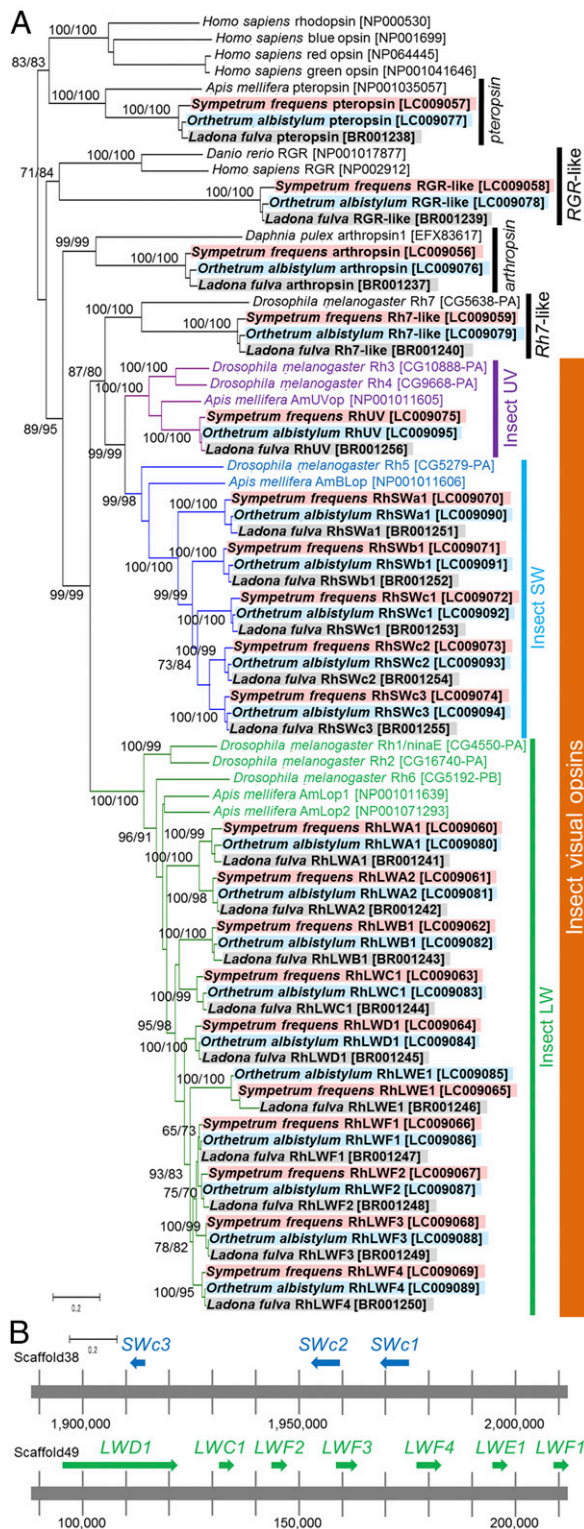 A
Homo sapiens rhodopsin [NP000530]
100/100
Homo sapiens blue opsin [NP001699]
83/83
Homo sapiens red opsin [NP064445]
Homo sapiens green opsin [NP001041646]
Apis mellifera pteropsin [NP001035057]
100/100
Sympetrum frequens pteropsin [LC009057]
100/100
Orthetrum albistylum pteropsin [LC009077]
Ladona fulva pteropsin [BR001238]
pteropsin
71/84
Danio rerio RGR [NP001017877]
100/100
Homo sapiens RGR [NP002912]
Sympetrum frequens RGR-like [LC009058]
100/100
Orthetrum albistylum RGR-like [LC009078]
Ladona fulva RGR-like [BR001239]
RGR-like
Daphnia pulex arthropsin1 [EFX83617]
99/99
Sympetrum frequens arthropsin [LC009056]
100/100
Orthetrum albistylum arthropsin [LC009076]
Ladona fulva arthropsin [BR001237]
arthropsin
Drosophila melanogaster Rh7 [CG5638-PA]
100/100
Sympetrum frequens Rh7-like [LC009059]
100/100
Orthetrum albistylum Rh7-like [LC009079]
Ladona fulva Rh7-like [BR001240]
Rh7-like
87/80
Drosophila melanogaster Rh3 [CG10888-PA]
100/100
Drosophila melanogaster Rh4 [CG9668-PA]
Apis mellifera AmUVop [NP001011605]
Sympetrum frequens RhUV [LC009075]
89/95
100/100
Orthetrum albistylum RhUV [LC009095]
Ladona fulva RhUV [BR001256]
Insect UV
99/99
Drosophila melanogaster Rh5 [CG5279-PA]
99/98
Apis mellifera AmBLop [NP001011606]
Sympetrum frequens RhSWa1 [LC009070]
100/100
Orthetrum albistylum RhSWa1 [LC009090]
Ladona fulva RhSWa1 [BR001251]
Sympetrum frequens RhSWb1 [LC009071]
100/100
100/100
Orthetrum albistylum RhSWb1 [LC009091]
99/99
Ladona fulva RhSWb1 [BR001252]
99/99
Sympetrum frequens RhSWc1 [LC009072]
100/100
Orthetrum albistylum RhSWc1 [LC009092]
Ladona fulva RhSWc1 [BR001253]
100/99
Sympetrum frequens RhSWc2 [LC009073]
73/84
Orthetrum albistylum RhSWc2 [LC009093]
Ladona fulva RhSWc2 [BR001254]
Sympetrum frequens RhSWc3 [LC009074]
100/100
Orthetrum albistylum RhSWc3 [LC009094]
Ladona fulva RhSWc3 [BR001255]
Insect SW
100/99
Drosophila melanogaster Rh1/ninaE [CG4550-PA]
Drosophila melanogaster Rh2 [CG16740-PA]
Drosophila melanogaster Rh6 [CG5192-PB]
100/100
Apis mellifera AmLop1 [NP001011639]
Apis mellifera AmLop2 [NP001071293]
96/91
100/99
Sympetrum frequens RhLWA1 [LC009060]
Orthetrum albistylum RhLWA1 [LC009080]
100/100
Ladona fulva RhLWA1 [BR001241]
Sympetrum frequens RhLWA2 [LC009061]
100/98
Orthetrum albistylum RhLWA2 [LC009081]
Ladona fulva RhLWA2 [BR001242]
Sympetrum frequens RhLWB1 [LC009062]
100/100
Orthetrum albistylum RhLWB1 [LC009082]
Ladona fulva RhLWB1 [BR001243]
Sympetrum frequens RhLWC1 [LC009063]
100/99
Orthetrum albistylum RhLWC1 [LC009083]
Ladona fulva RhLWC1 [BR001244]
95/98
Sympetrum frequens RhLWD1 [LC009064]
100/100
Orthetrum albistylum RhLWD1 [LC009084]
Ladona fulva RhLWD1 [BR001245]
Orthetrum albistylum RhLWE1 [LC009085]
100/100
Sympetrum frequens RhLWE1 [LC009065]
Ladona fulva RhLWE1 [BR001246]
65/73
Sympetrum frequens RhLWF1 [LC009066]
Orthetrum albistylum RhLWF1 [LC009086]
Ladona fulva RhLWF1 [BR001247]
93/83
Sympetrum frequens RhLWF2 [LC009067]
75/70
Orthetrum albistylum RhLWF2 [LC009087]
Ladona fulva RhLWF2 [BR001248]
100/99
Sympetrum frequens RhLWF3 [LC009068]
78/82
Orthetrum albistylum RhLWF3 [LC009088]
Ladona fulva RhLWF3 [BR001249]
Sympetrum frequens RhLWF4 [LC009069]
100/95
Orthetrum albistylum RhLWF4 [LC009089]
Ladona fulva RhLWF4 [BR001250]
Insect LW
Insect visual opsins
0.2
B
0.2
Scaffold38
SWc3 SWc2 SWc1
1,900,000 1,950,000 2,000,000
Scaffold49
LWD1 LWC1 LWF2 LWF3 LWF4 LWE1 LWF1
100,000 150,000 200,000